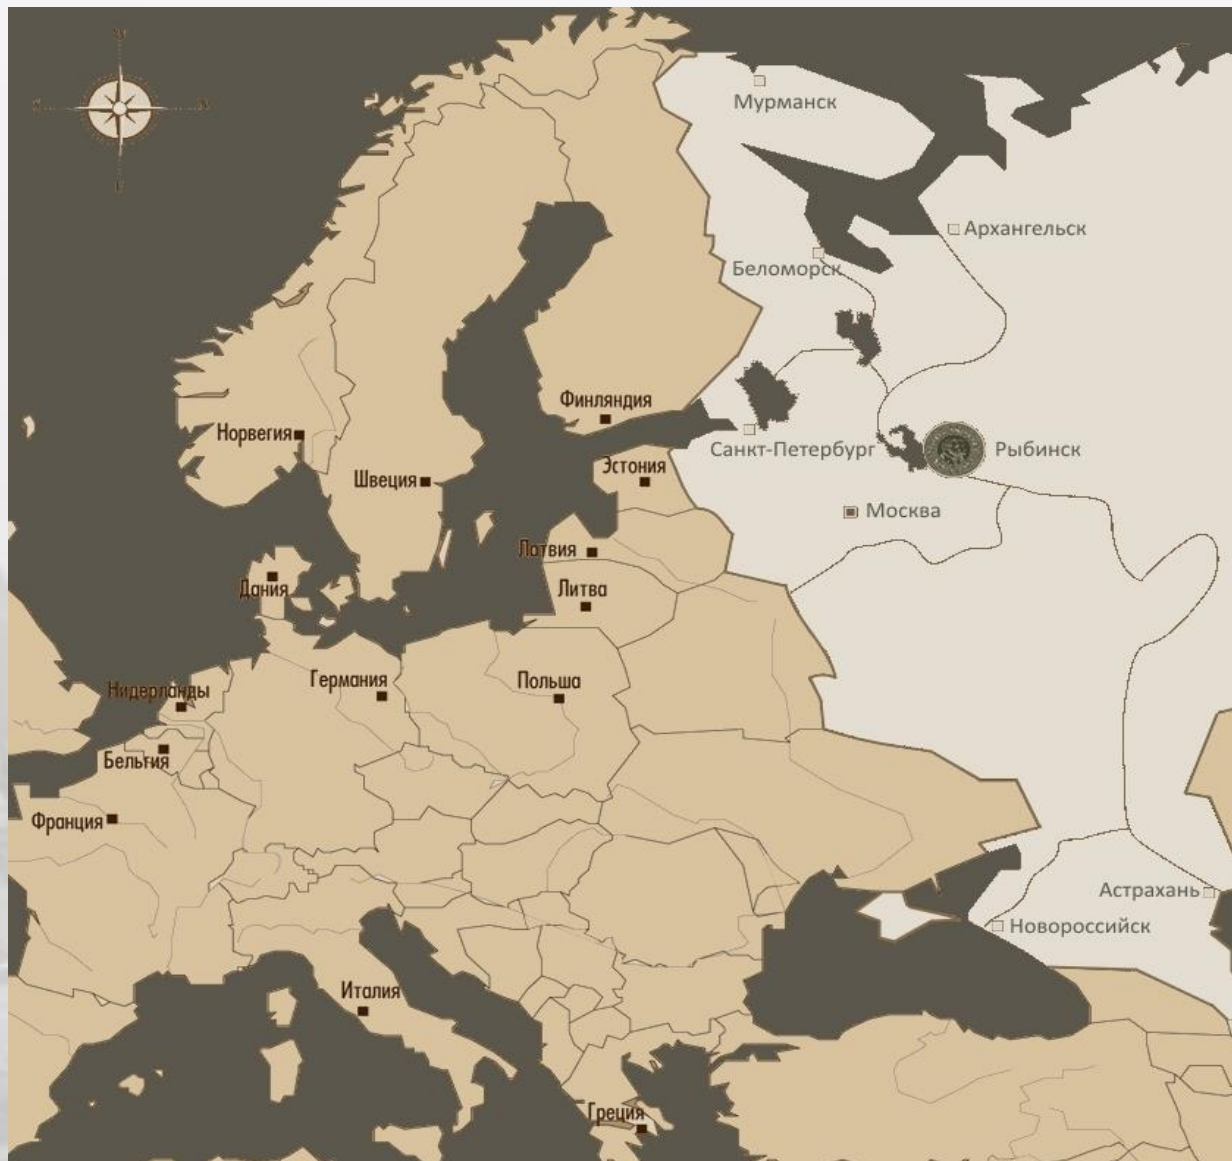 Мурманск
Архангельск
Беломорск
Финляндия
Норвегия
Санкт-Петербург
Рыбинск
Эстония
Швеция
Москва
Латвия
Дания
Литва
Германия
Польша
Нидерланды
Бельгия
Франция
Астрахань
Новороссийск
Италия
Греция